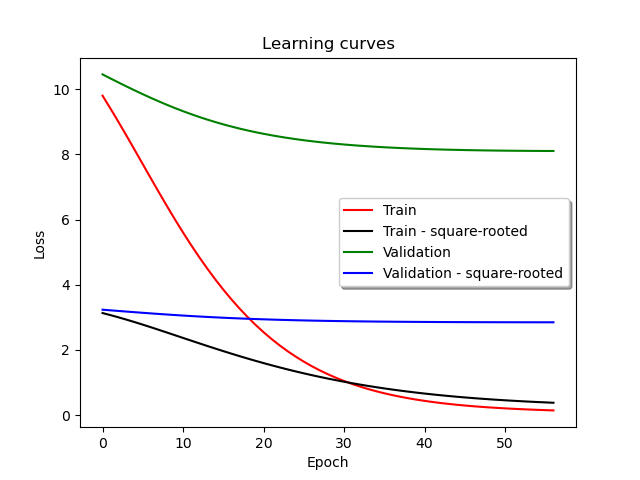 Learning curves
Loss
10
8
6
4
2
0
Train
Train - square-rooted
Validation
Validation - square-rooted
0 10 20 30 40 50
Epoch